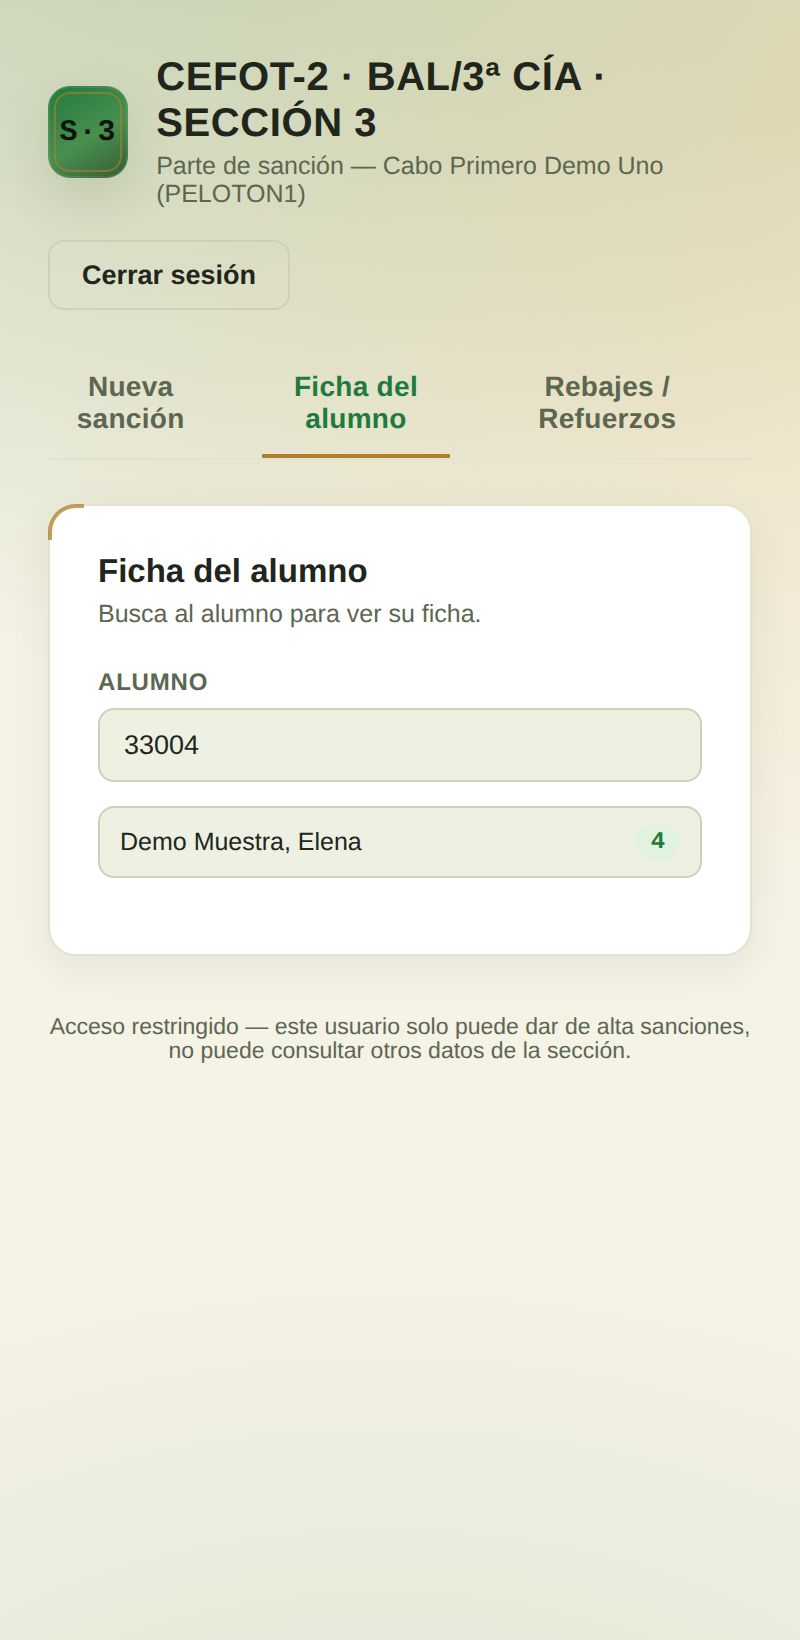 S·3
CEFOT-2 · BAL/3ª CÍA ·
SECCIÓN 3
Parte de sanción — Cabo Primero Demo Uno
(PELOTON1)
Cerrar sesión
Nueva
sanción
Ficha del
alumno
Rebajes /
Refuerzos
Ficha del alumno
Busca al alumno para ver su ficha.
ALUMNO
33004
Demo Muestra, Elena 4
Acceso restringido — este usuario solo puede dar de alta sanciones,
no puede consultar otros datos de la sección.